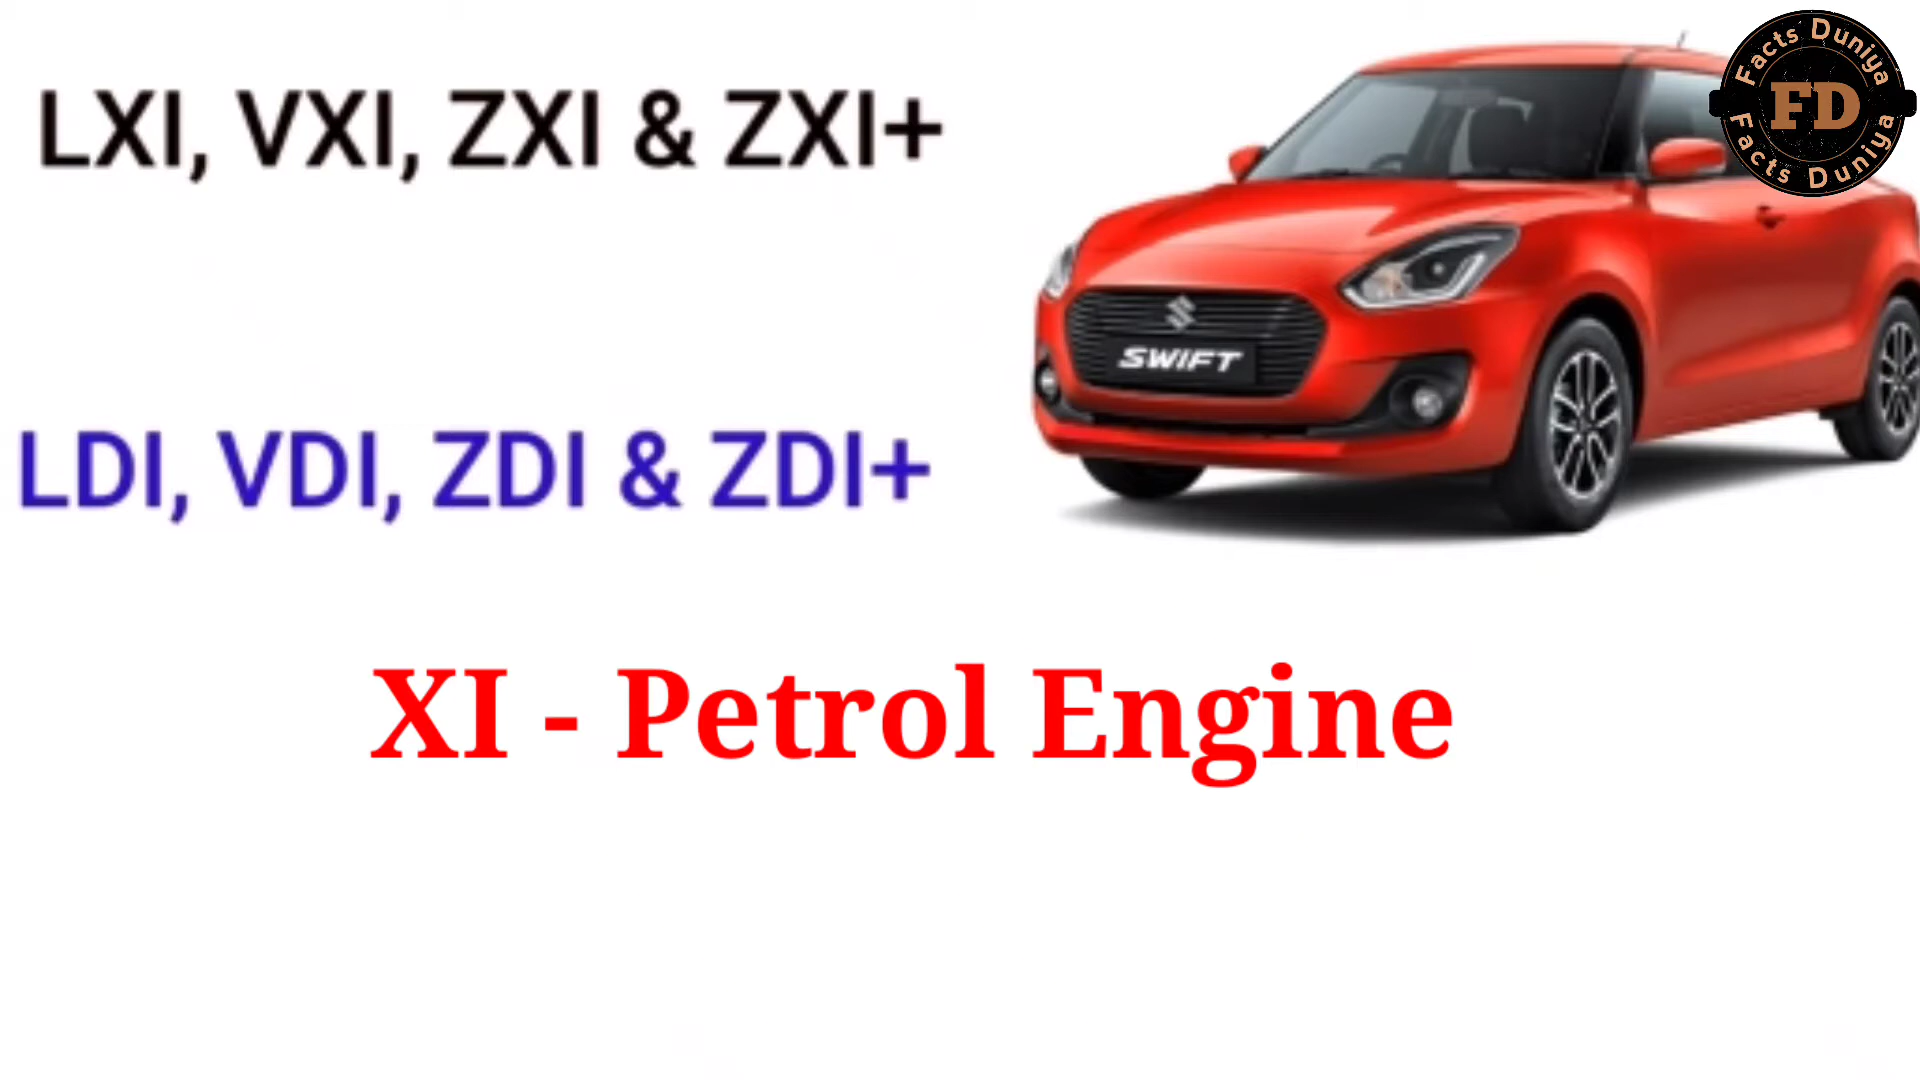 LXI, VXI, ZXI & ZXI+
Facts Duniya
FD
Facts Duniya
SWIFT
LDI, VDI, ZDI & ZDI+
XI - Petrol Engine